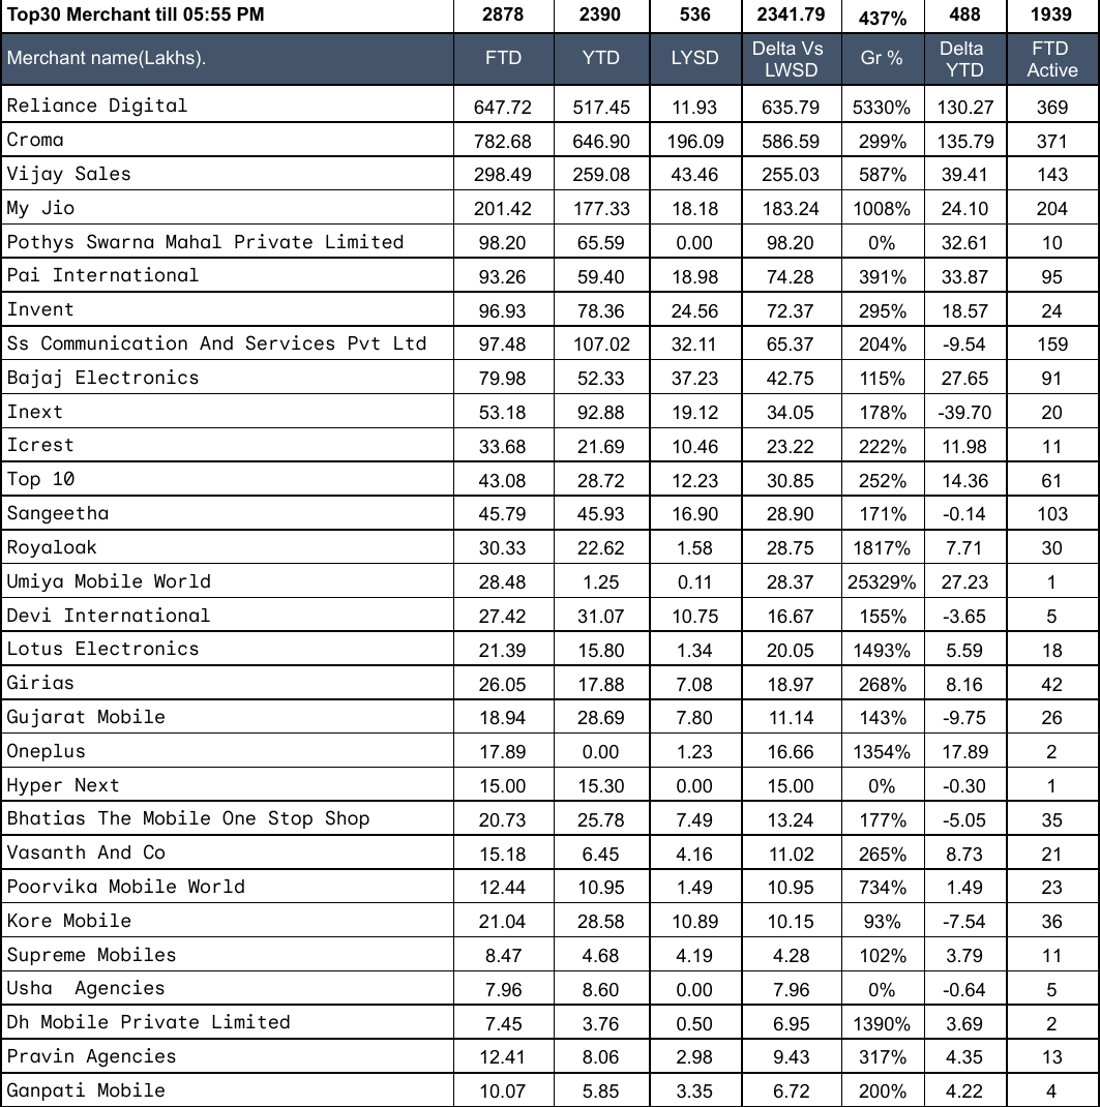 Top30 Merchant till 05:55 PM 2878 2390 536 2341.79 437% 488 1939
Merchant name(Lakhs). FTD YTD LYSD Delta Vs LWSD Gr % Delta YTD FTD Active
Reliance Digital 647.72 517.45 11.93 635.79 5330% 130.27 369
Croma 782.68 646.90 196.09 586.59 299% 135.79 371
Vijay Sales 298.49 259.08 43.46 255.03 587% 39.41 143
My Jio 201.42 177.33 18.18 183.24 1008% 24.10 204
Pothys Swarna Mahal Private Limited 98.20 65.59 0.00 98.20 0% 32.61 10
Pai International 93.26 59.40 18.98 74.28 391% 33.87 95
Invent 96.93 78.36 24.56 72.37 295% 18.57 24
Ss Communication And Services Pvt Ltd 97.48 107.02 32.11 65.37 204% -9.54 159
Bajaj Electronics 79.98 52.33 37.23 42.75 115% 27.65 91
Inext 53.18 92.88 19.12 34.05 178% -39.70 20
Icrest 33.68 21.69 10.46 23.22 222% 11.98 11
Top 10 43.08 28.72 12.23 30.85 252% 14.36 61
Sangeetha 45.79 45.93 16.90 28.90 171% -0.14 103
Royaloak 30.33 22.62 1.58 28.75 1817% 7.71 30
Umiya Mobile World 28.48 1.25 0.11 28.37 25329% 27.23 1
Devi International 27.42 31.07 10.75 16.67 155% -3.65 5
Lotus Electronics 21.39 15.80 1.34 20.05 1493% 5.59 18
Girias 26.05 17.88 7.08 18.97 268% 8.16 42
Gujarat Mobile 18.94 28.69 7.80 11.14 143% -9.75 26
Oneplus 17.89 0.00 1.23 16.66 1354% 17.89 2
Hyper Next 15.00 15.30 0.00 15.00 0% -0.30 1
Bhatias The Mobile One Stop Shop 20.73 25.78 7.49 13.24 177% -5.05 35
Vasanth And Co 15.18 6.45 4.16 11.02 265% 8.73 21
Poorvika Mobile World 12.44 10.95 1.49 10.95 734% 1.49 23
Kore Mobile 21.04 28.58 10.89 10.15 93% -7.54 36
Supreme Mobiles 8.47 4.68 4.19 4.28 102% 3.79 11
Usha  Agencies 7.96 8.60 0.00 7.96 0% -0.64 5
Dh Mobile Private Limited 7.45 3.76 0.50 6.95 1390% 3.69 2
Pravin Agencies 12.41 8.06 2.98 9.43 317% 4.35 13
Ganpati Mobile 10.07 5.85 3.35 6.72 200% 4.22 4